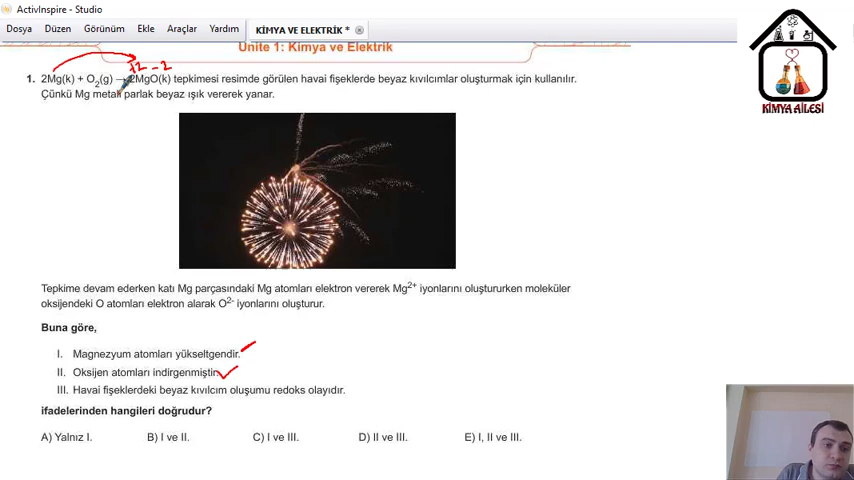 ActivInspire - Studio
Dosya Düzen Görünüm Ekle Araçlar Yardım KİMYA VE ELEKTRİK *
Ünite 1: Kimya ve Elektrik
+2 -2
1. 2Mg(k) + O2(g) → 2MgO(k) tepkimesi resimde görülen havai fişeklerde beyaz kıvılcımlar oluşturmak için kullanılır.
Çünkü Mg metali parlak beyaz ışık vererek yanar.
KİMYA AİLESİ
Tepkime devam ederken katı Mg parçasındaki Mg atomları elektron vererek Mg2+ iyonlarını oluştururken moleküler
oksijendeki O atomları elektron alarak O2- iyonlarını oluşturur.
Buna göre,
I. Magnezyum atomları yükseltgendir.
II. Oksijen atomları indirgenmiştir.
III. Havai fişeklerdeki beyaz kıvılcım oluşumu redoks olayıdır.
ifadelerinden hangileri doğrudur?
A) Yalnız I. B) I ve II. C) I ve III. D) II ve III. E) I, II ve III.